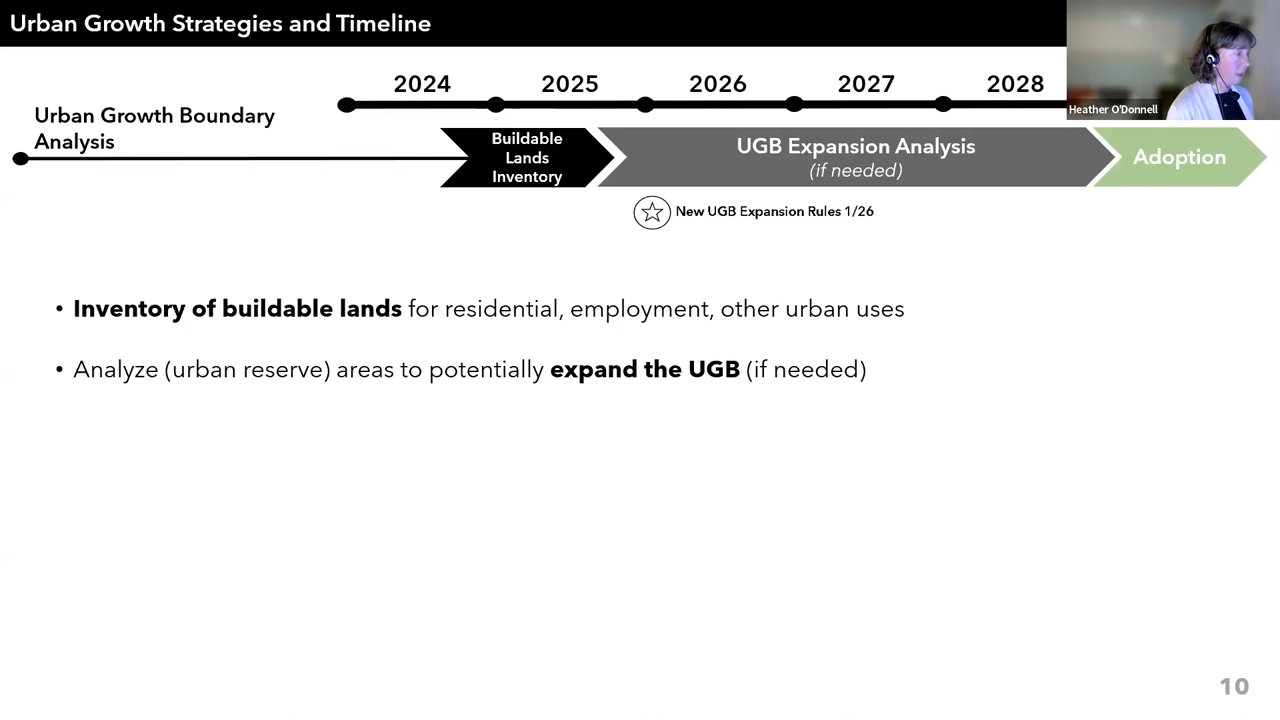 Urban Growth Strategies and Timeline
Heather O'Donnell
2024 2025 2026 2027 2028
Urban Growth Boundary
Analysis
Buildable
Lands
Inventory
UGB Expansion Analysis
(if needed)
Adoption
New UGB Expansion Rules 1/26
• Inventory of buildable lands for residential, employment, other urban uses
• Analyze (urban reserve) areas to potentially expand the UGB (if needed)
10